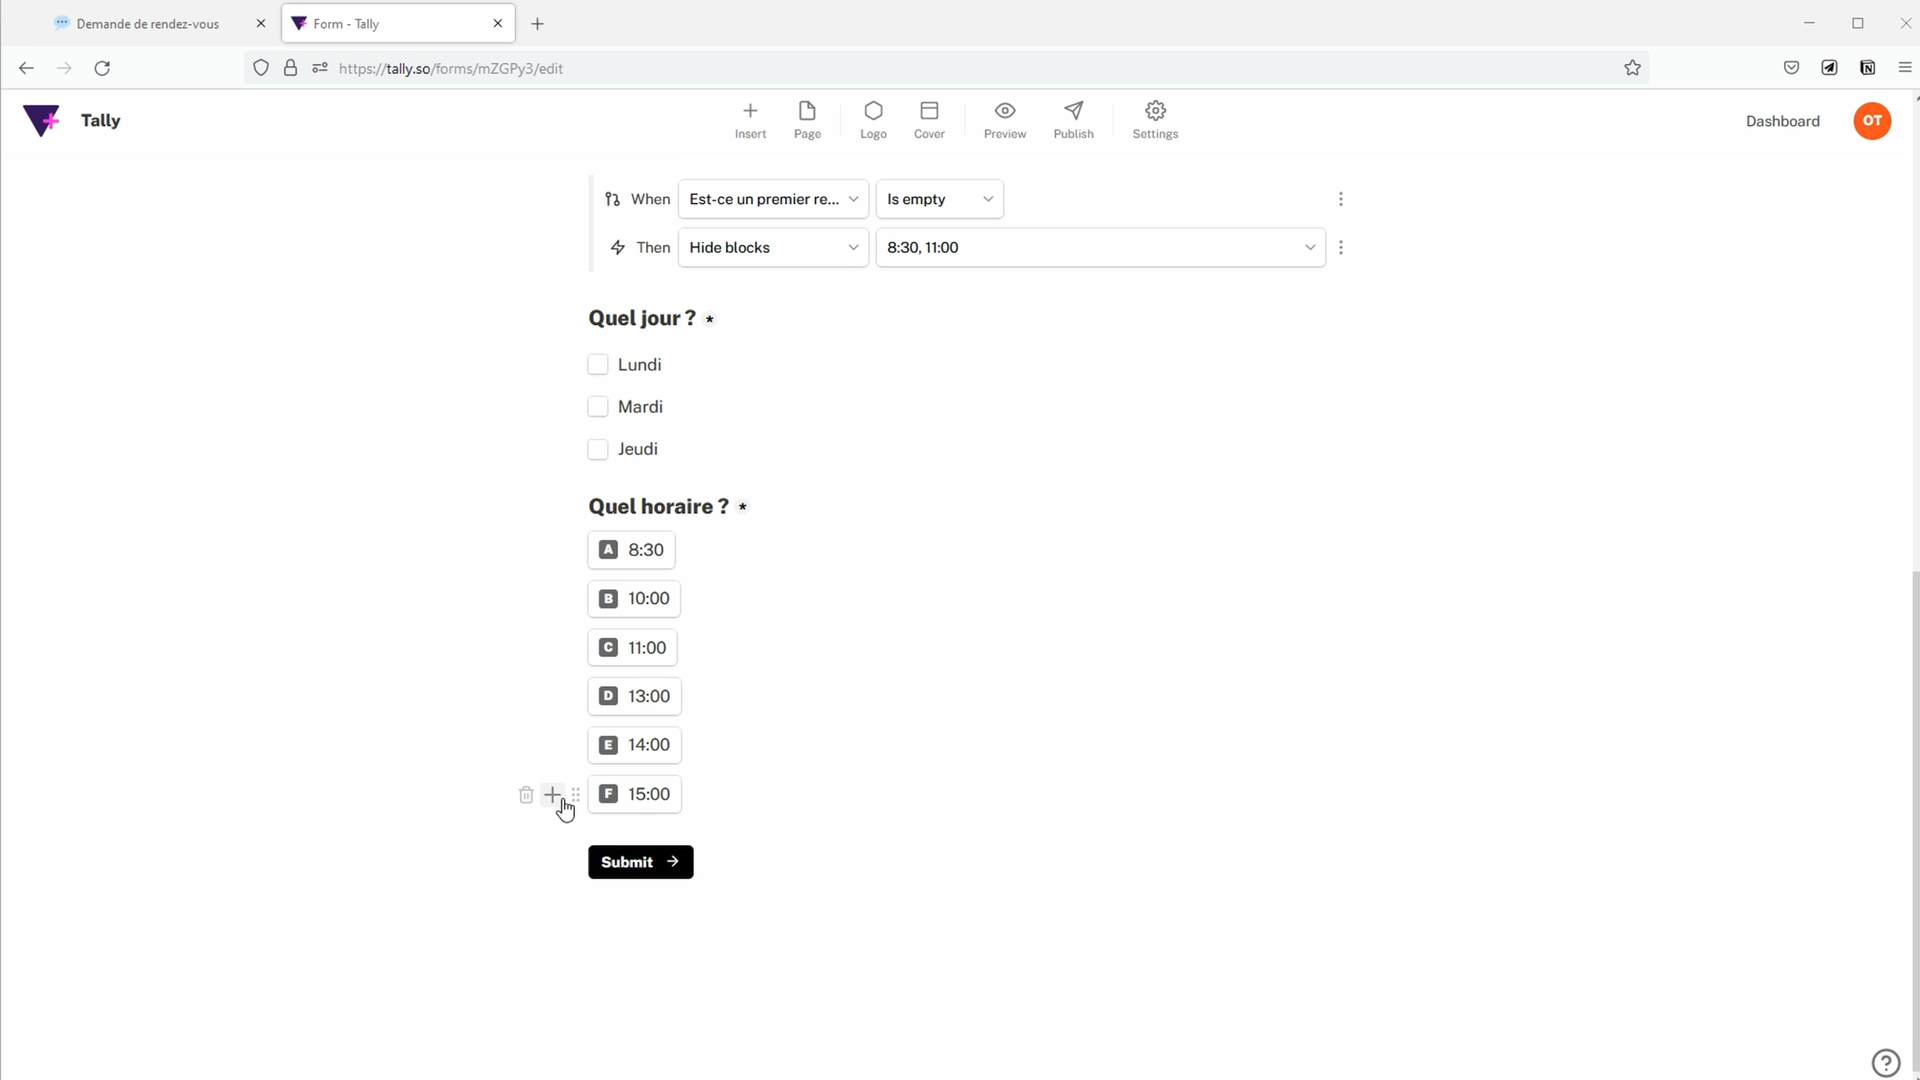 Demande de rendez-vous
Form - Tally
https://tally.so/forms/mZGPy3/edit
Tally
Insert
Page
Logo
Cover
Preview
Publish
Settings
Dashboard
OT
When Est-ce un premier re... Is empty
Then Hide blocks 8:30, 11:00
Quel jour ? *
Lundi
Mardi
Jeudi
Quel horaire ? *
A 8:30
B 10:00
C 11:00
D 13:00
E 14:00
F 15:00
Submit →